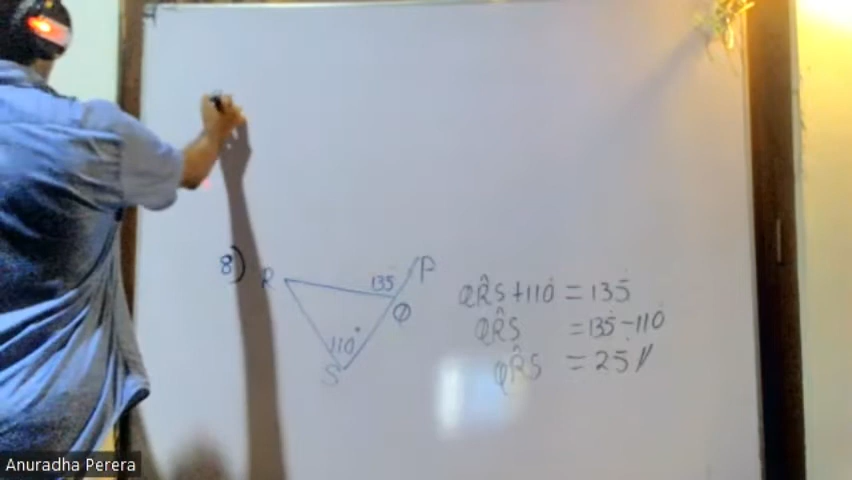 8)
R
135
P
Q
110°
S
QR̂S + 110̇ = 135̇
QR̂S = 135̇ - 110̇
QR̂S = 25̇ //
Anuradha Perera